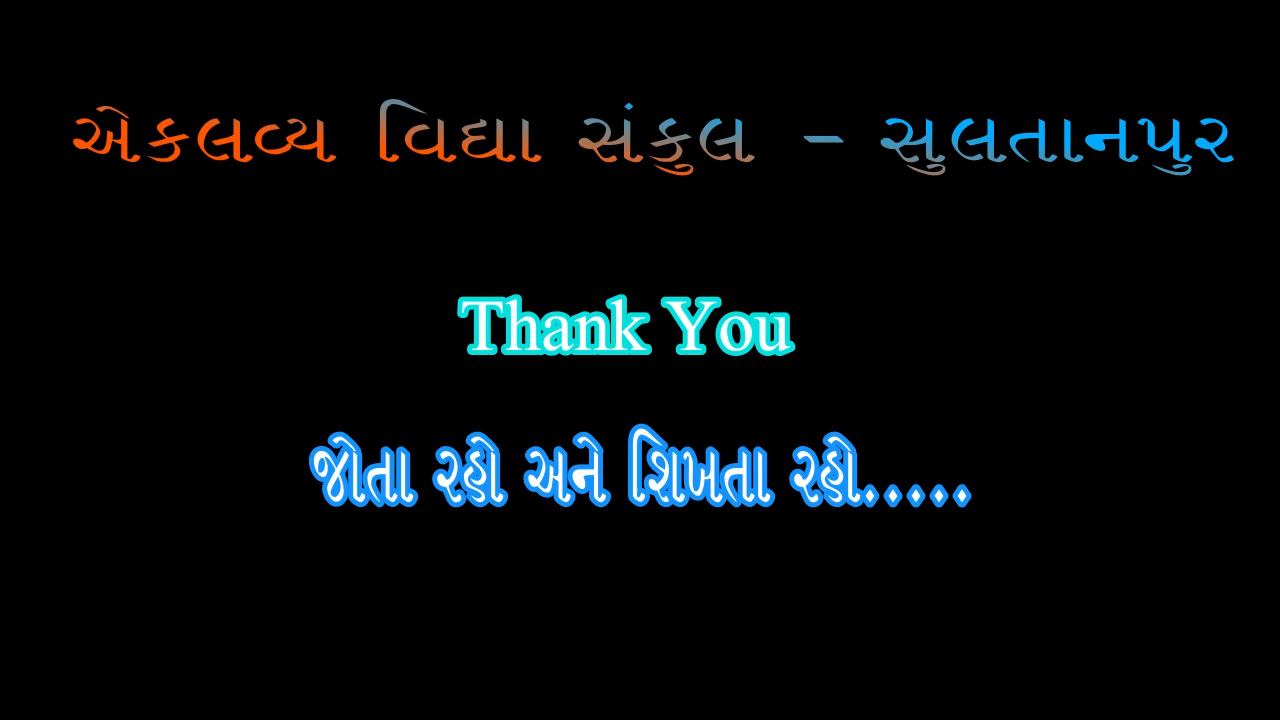 એકલવ્ય વિદ્યા સંકુલ - સુલતાનપુર
Thank You
જોતા રહો અને શિખતા રહો.....